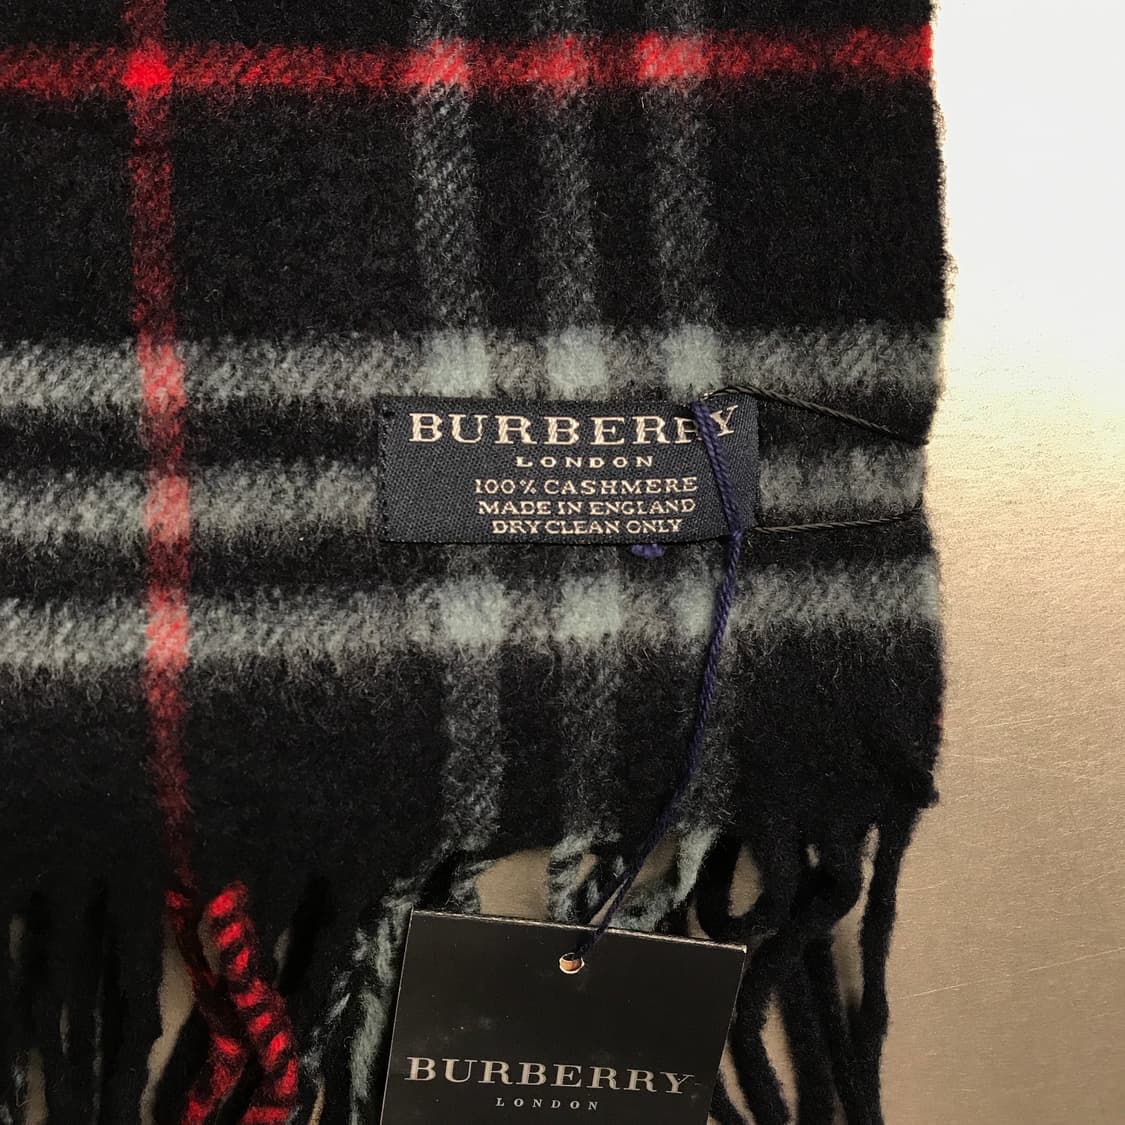 BURBERRY
LONDON
100% CASHMERE
MADE IN ENGLAND
DRY CLEAN ONLY
BURBERRY
LONDON